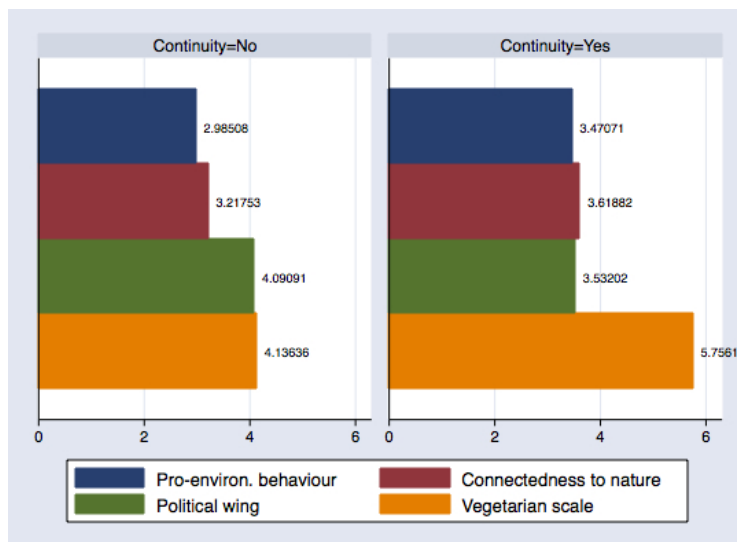 Continuity=No
Continuity=Yes
2.98508
3.47071
3.21753
3.61882
4.09091
3.53202
4.13636
5.7561
0 2 4 6
0 2 4 6
Pro-environ. behaviour
Connectedness to nature
Political wing
Vegetarian scale